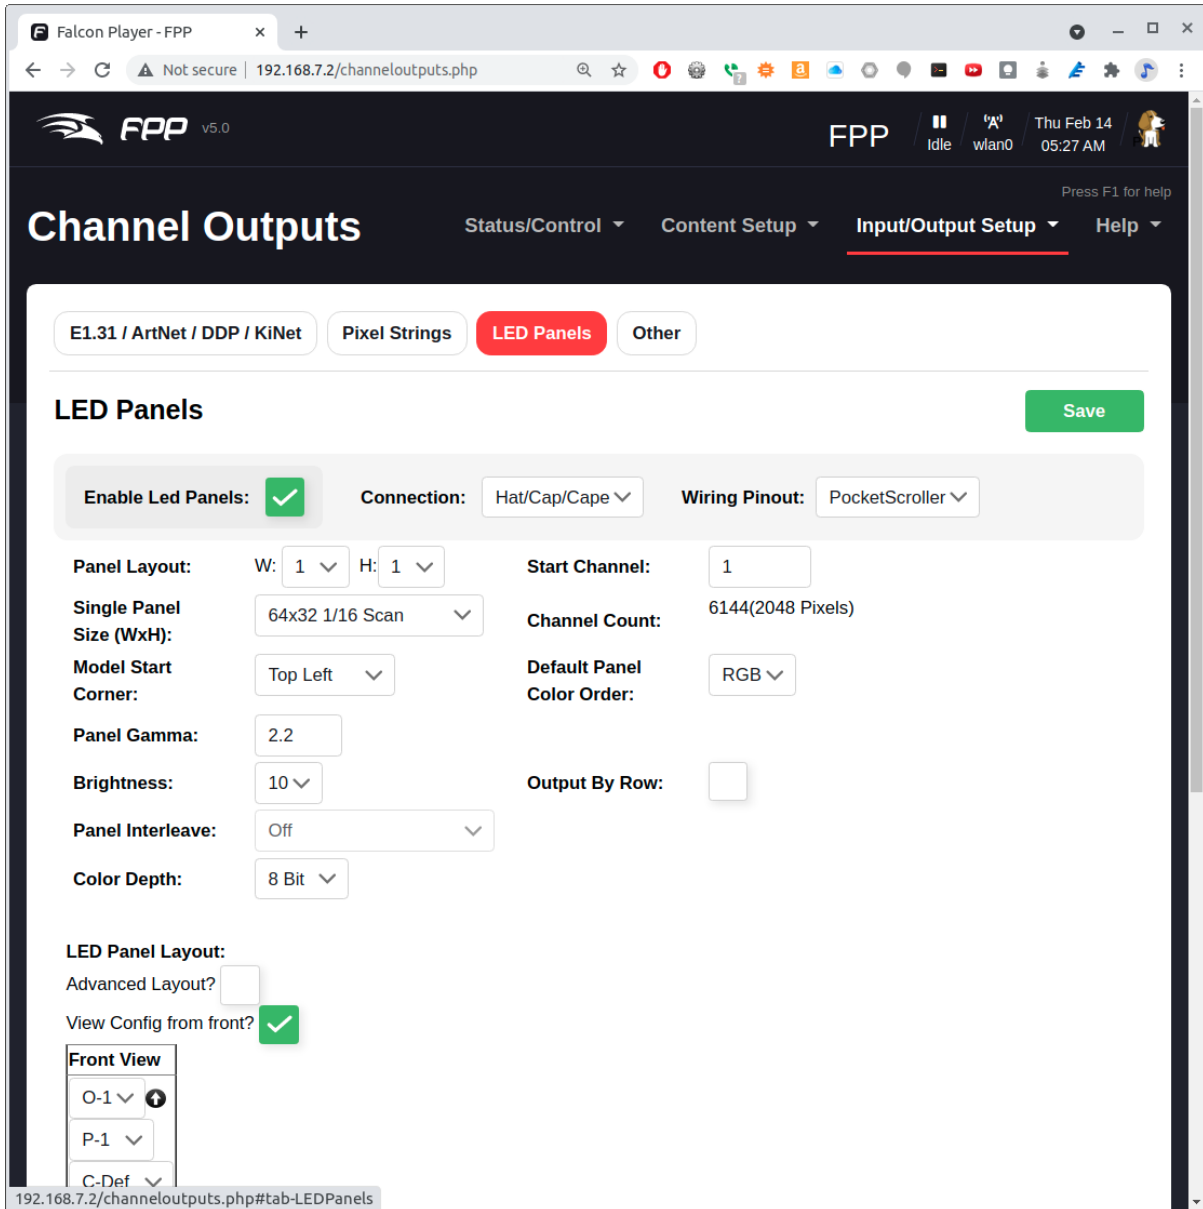 Falcon Player - FPP
Not secure | 192.168.7.2/channeloutputs.php
FPP v5.0
FPP
Idle
wlan0
Thu Feb 14
05:27 AM
Press F1 for help
Channel Outputs
Status/Control
Content Setup
Input/Output Setup
Help
E1.31 / ArtNet / DDP / KiNet
Pixel Strings
LED Panels
Other
LED Panels
Save
Enable Led Panels:
Connection: Hat/Cap/Cape
Wiring Pinout: PocketScroller
Panel Layout: W: 1 H: 1
Start Channel: 1
Single Panel
Size (WxH):
64x32 1/16 Scan
Channel Count: 6144(2048 Pixels)
Model Start
Corner:
Top Left
Default Panel
Color Order:
RGB
Panel Gamma: 2.2
Brightness: 10
Output By Row:
Panel Interleave: Off
Color Depth: 8 Bit
LED Panel Layout:
Advanced Layout?
View Config from front?
Front View
O-1
P-1
C-Def
192.168.7.2/channeloutputs.php#tab-LEDPanels